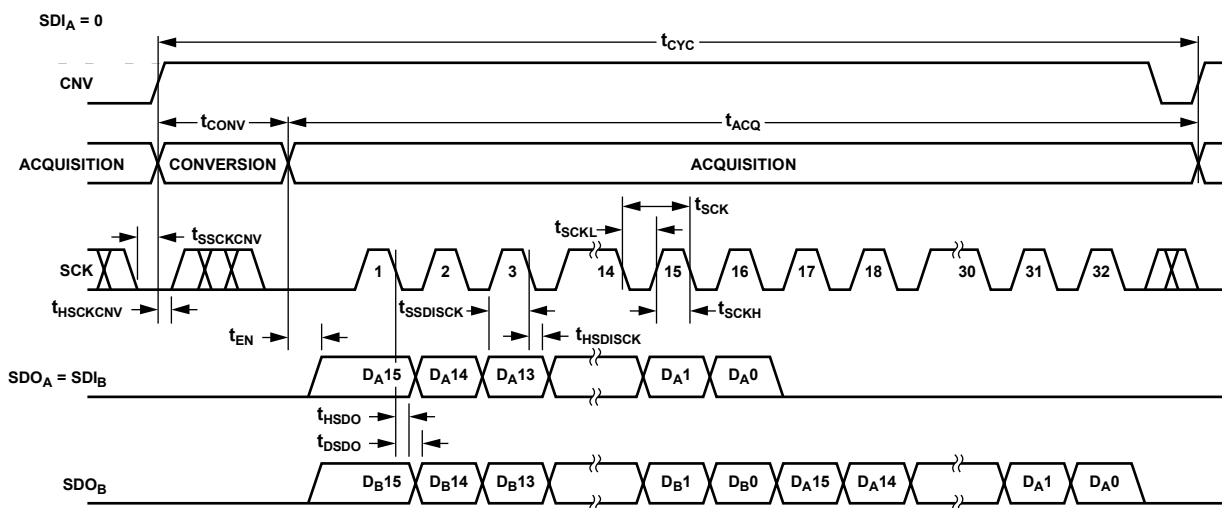 SDIA = 0
tCYC
CNV
tCONV
tACQ
ACQUISITION CONVERSION ACQUISITION
tSCK
tSCKL
tSSCKCNV
SCK 1 2 3 14 15 16 17 18 30 31 32
tHSCKCNV
tSSDISCK
tSCKH
tEN
tHSDISCK
SDOA = SDIB DA15 DA14 DA13 DA1 DA0
tHSDO
tDSDO
SDOB DB15 DB14 DB13 DB1 DB0 DA15 DA14 DA1 DA0